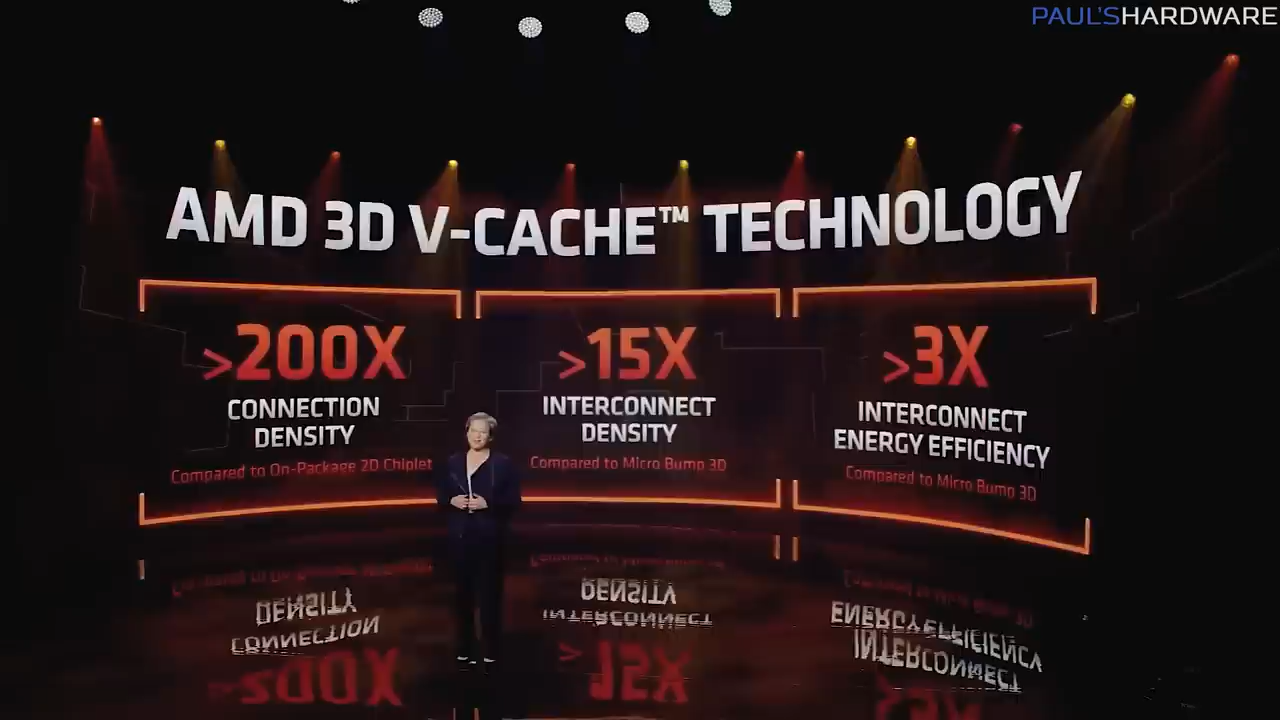 PAUL'SHARDWARE
AMD 3D V-CACHE™ TECHNOLOGY
>200X
CONNECTION
DENSITY
Compared to On-Package 2D Chiplet
>15X
INTERCONNECT
DENSITY
Compared to Micro Bump 3D
>3X
INTERCONNECT
ENERGY EFFICIENCY
Compared to Micro Bump 3D